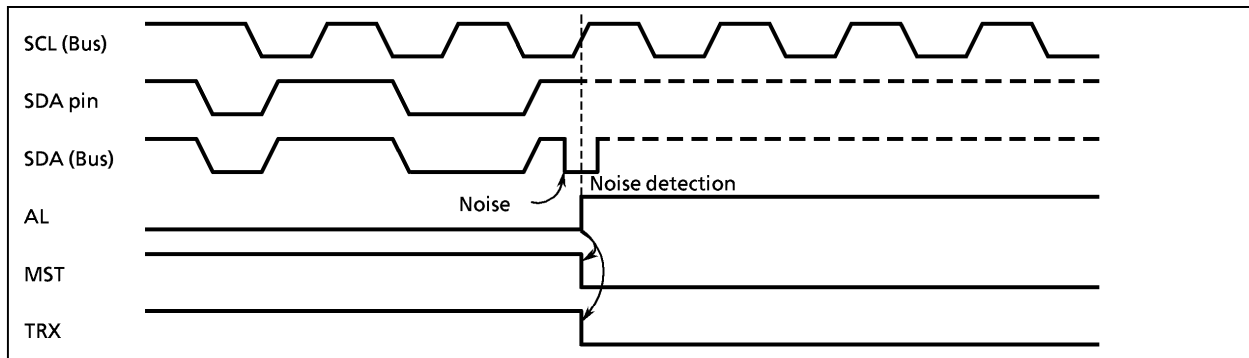 SCL (Bus)
SDA pin
SDA (Bus)
Noise detection
Noise
AL
MST
TRX